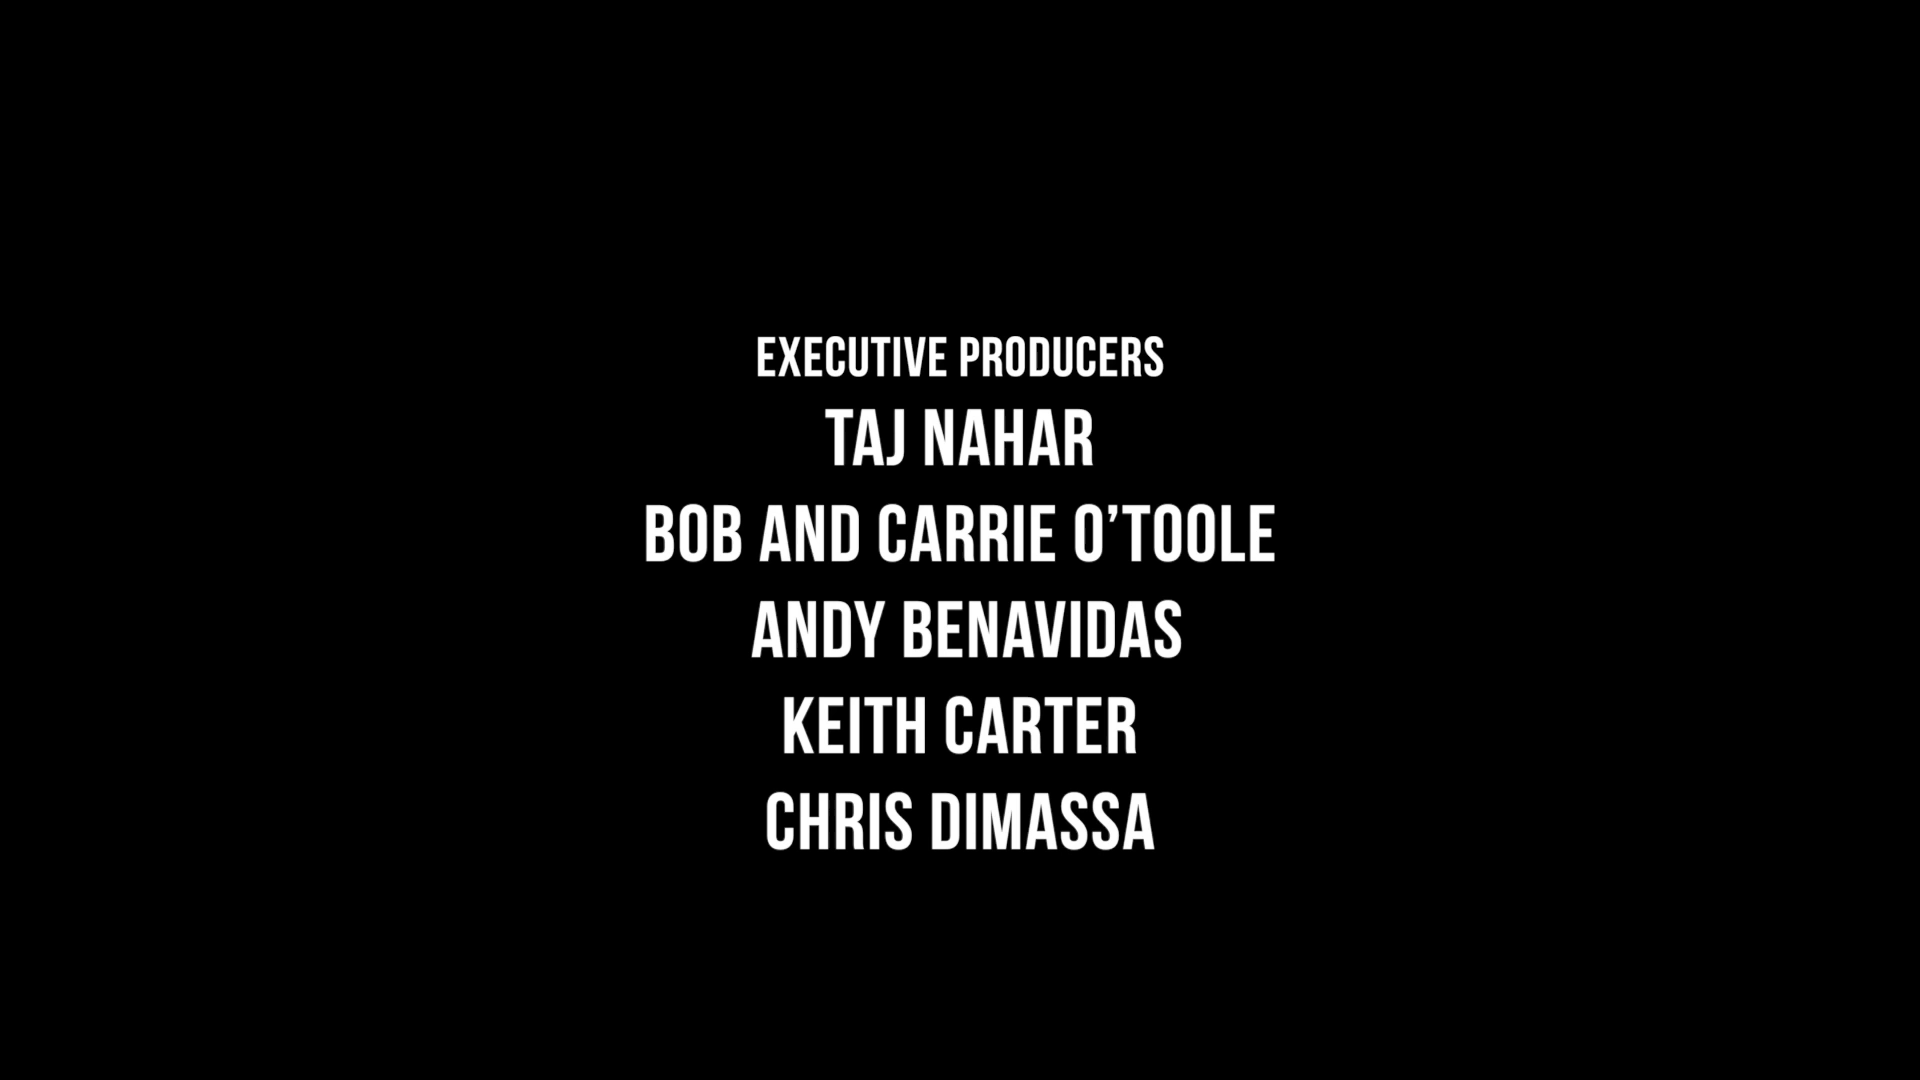 EXECUTIVE PRODUCERS
TAJ NAHAR
BOB AND CARRIE O’TOOLE
ANDY BENAVIDAS
KEITH CARTER
CHRIS DIMASSA